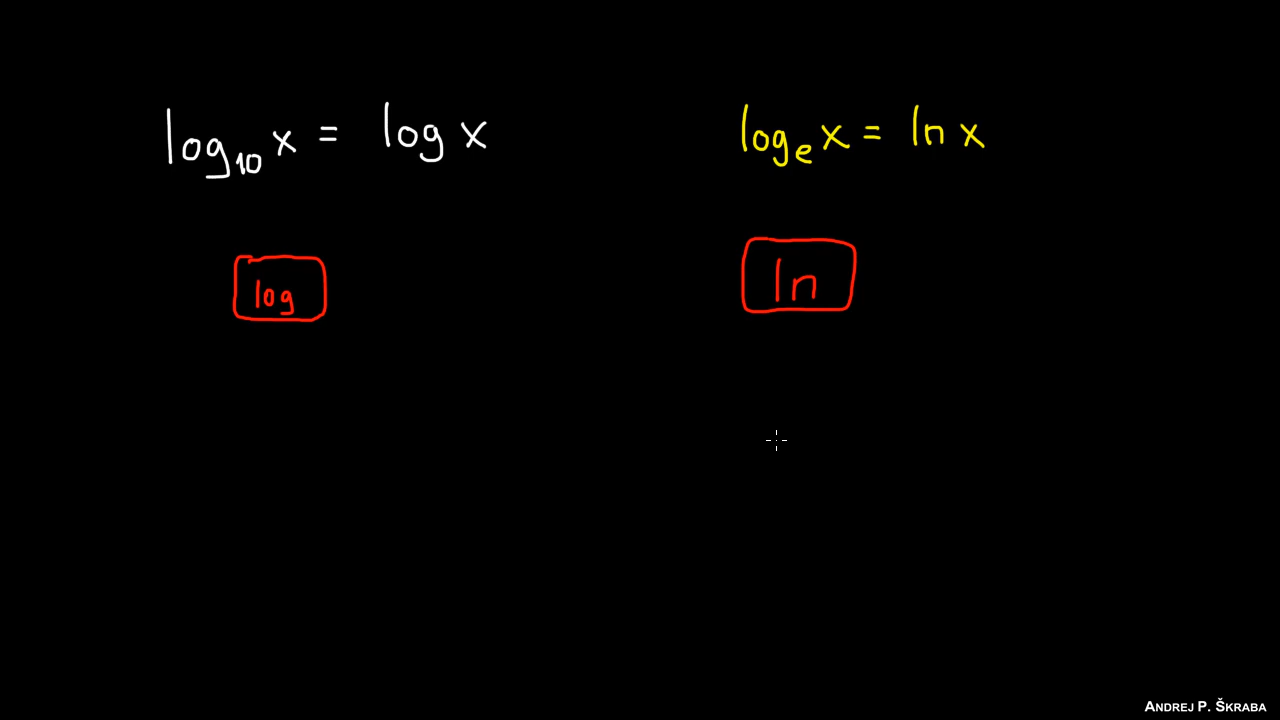 log₁₀ x = log x
logₑ x = ln x
log
ln
ANDREJ P. ŠKRABA